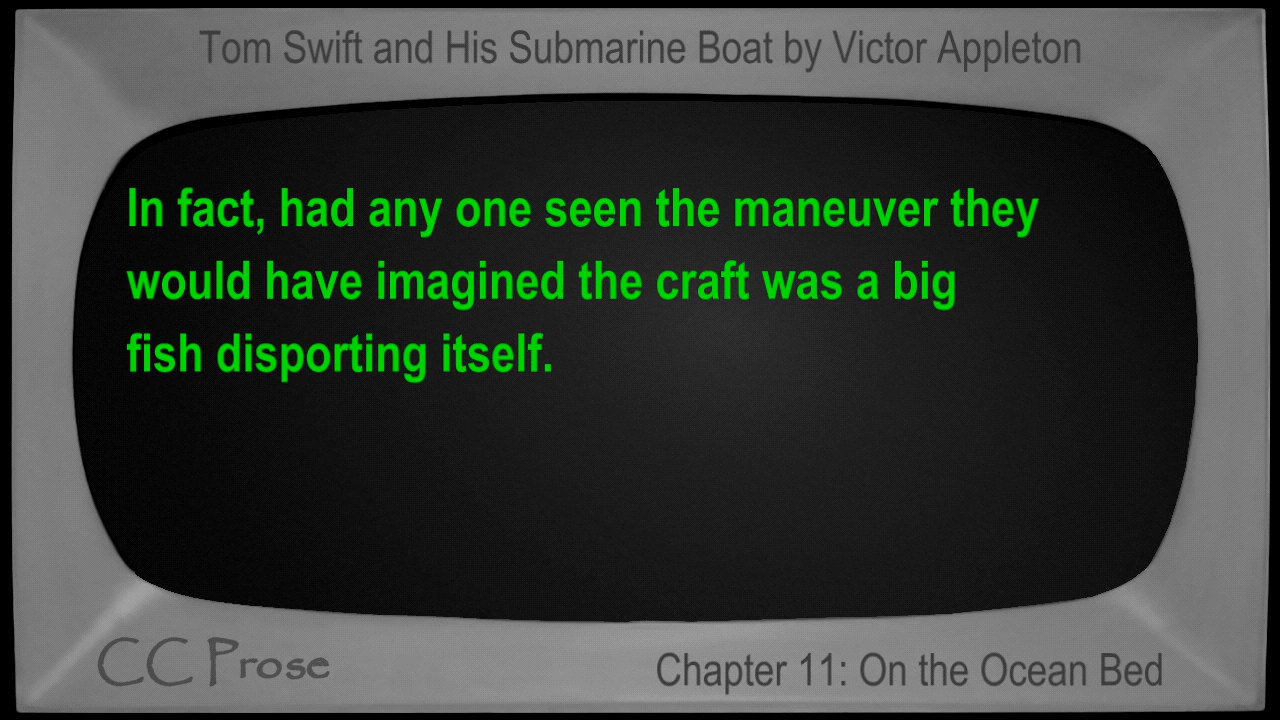 Tom Swift and His Submarine Boat by Victor Appleton
In fact, had any one seen the maneuver they
would have imagined the craft was a big
fish disporting itself.
CC Prose
Chapter 11: On the Ocean Bed